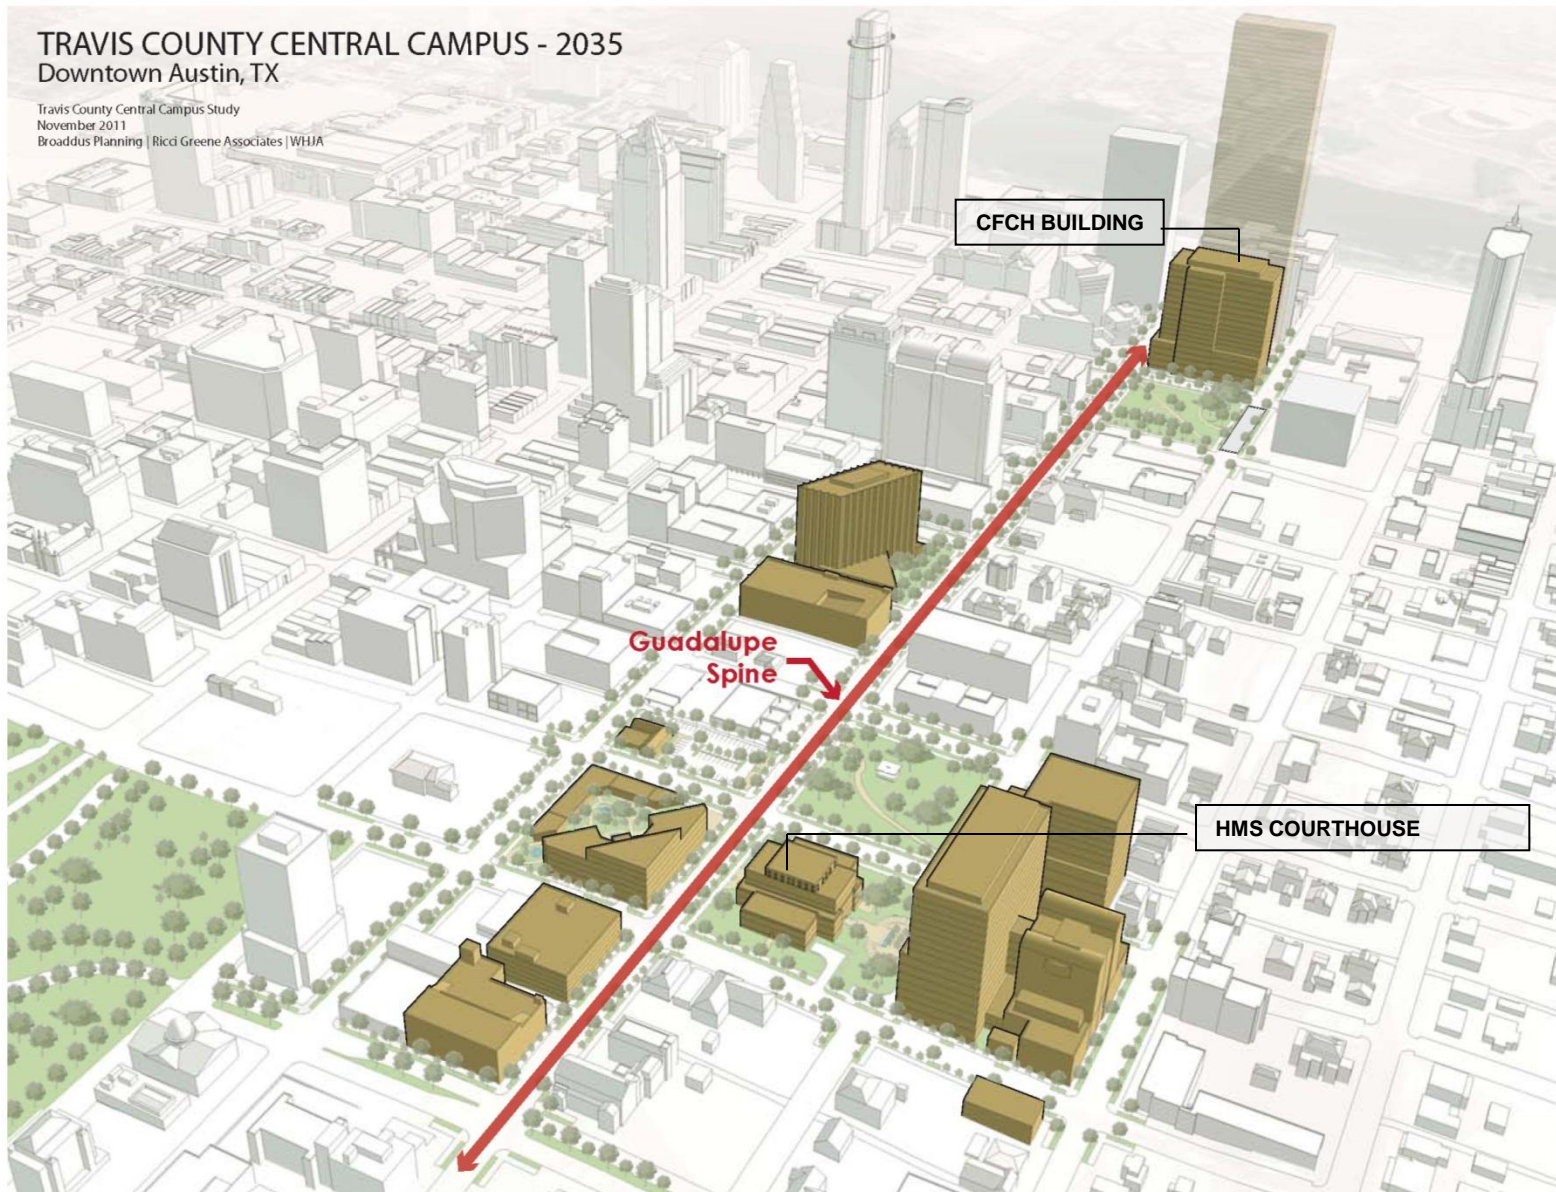 TRAVIS COUNTY CENTRAL CAMPUS - 2035
Downtown Austin, TX
Travis County Central Campus Study
November 2011
Broaddus Planning | Ricci Greene Associates | WHJA
CFCH BUILDING
Guadalupe
Spine
HMS COURTHOUSE